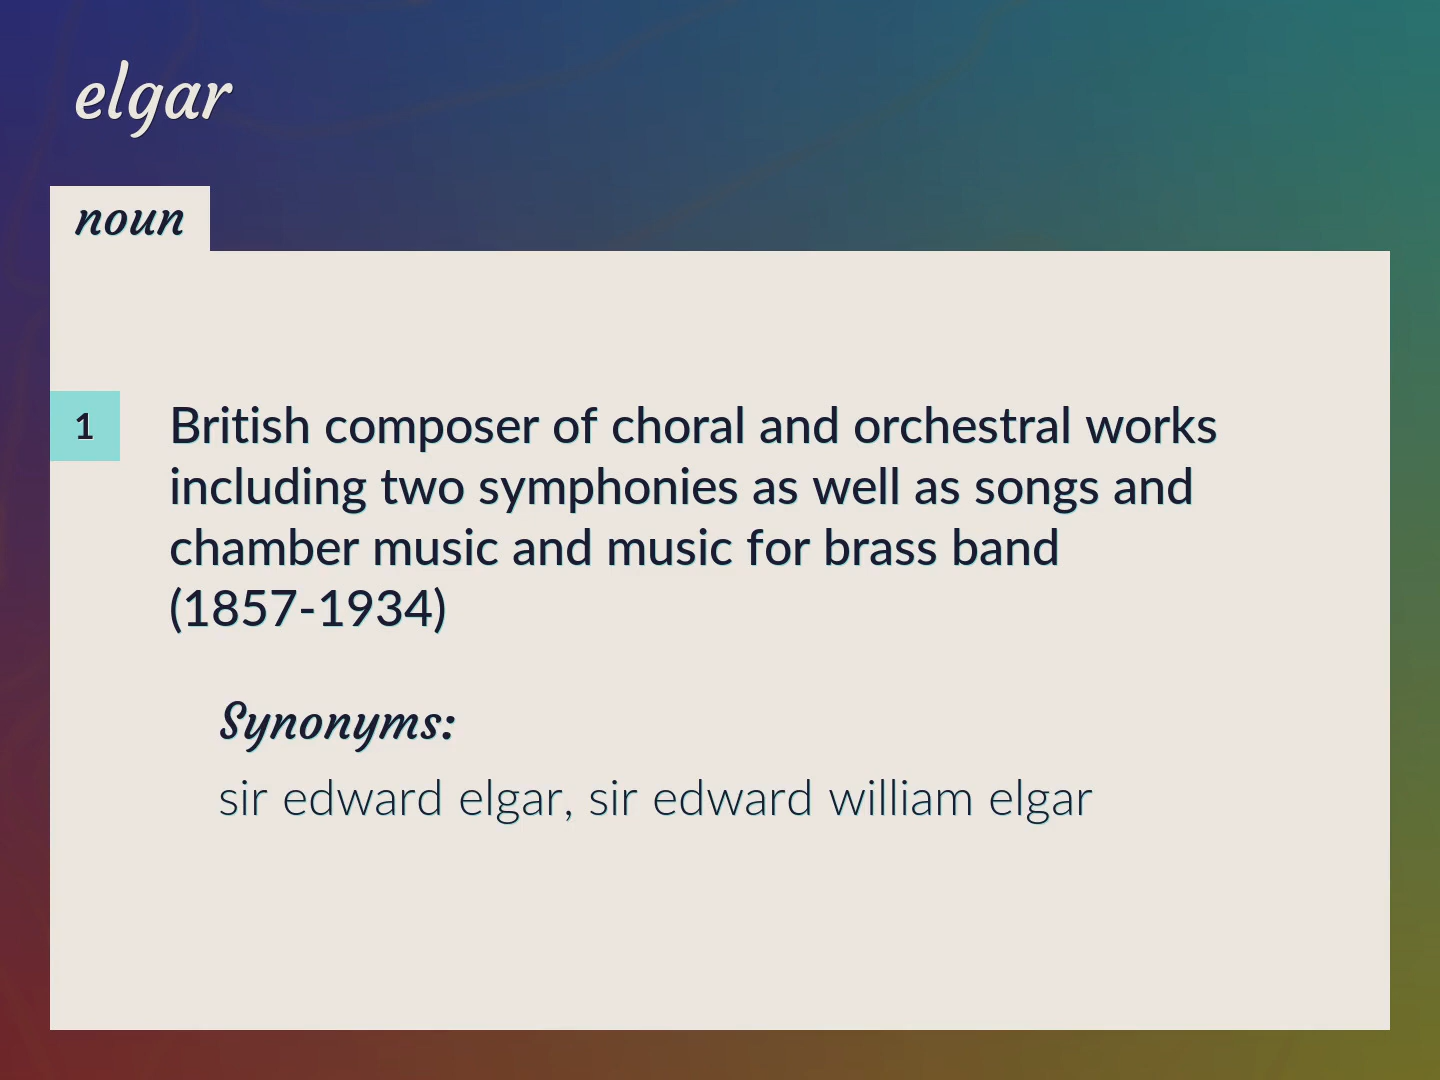 elgar
noun
1
British composer of choral and orchestral works
including two symphonies as well as songs and
chamber music and music for brass band
(1857-1934)
Synonyms:
sir edward elgar, sir edward william elgar